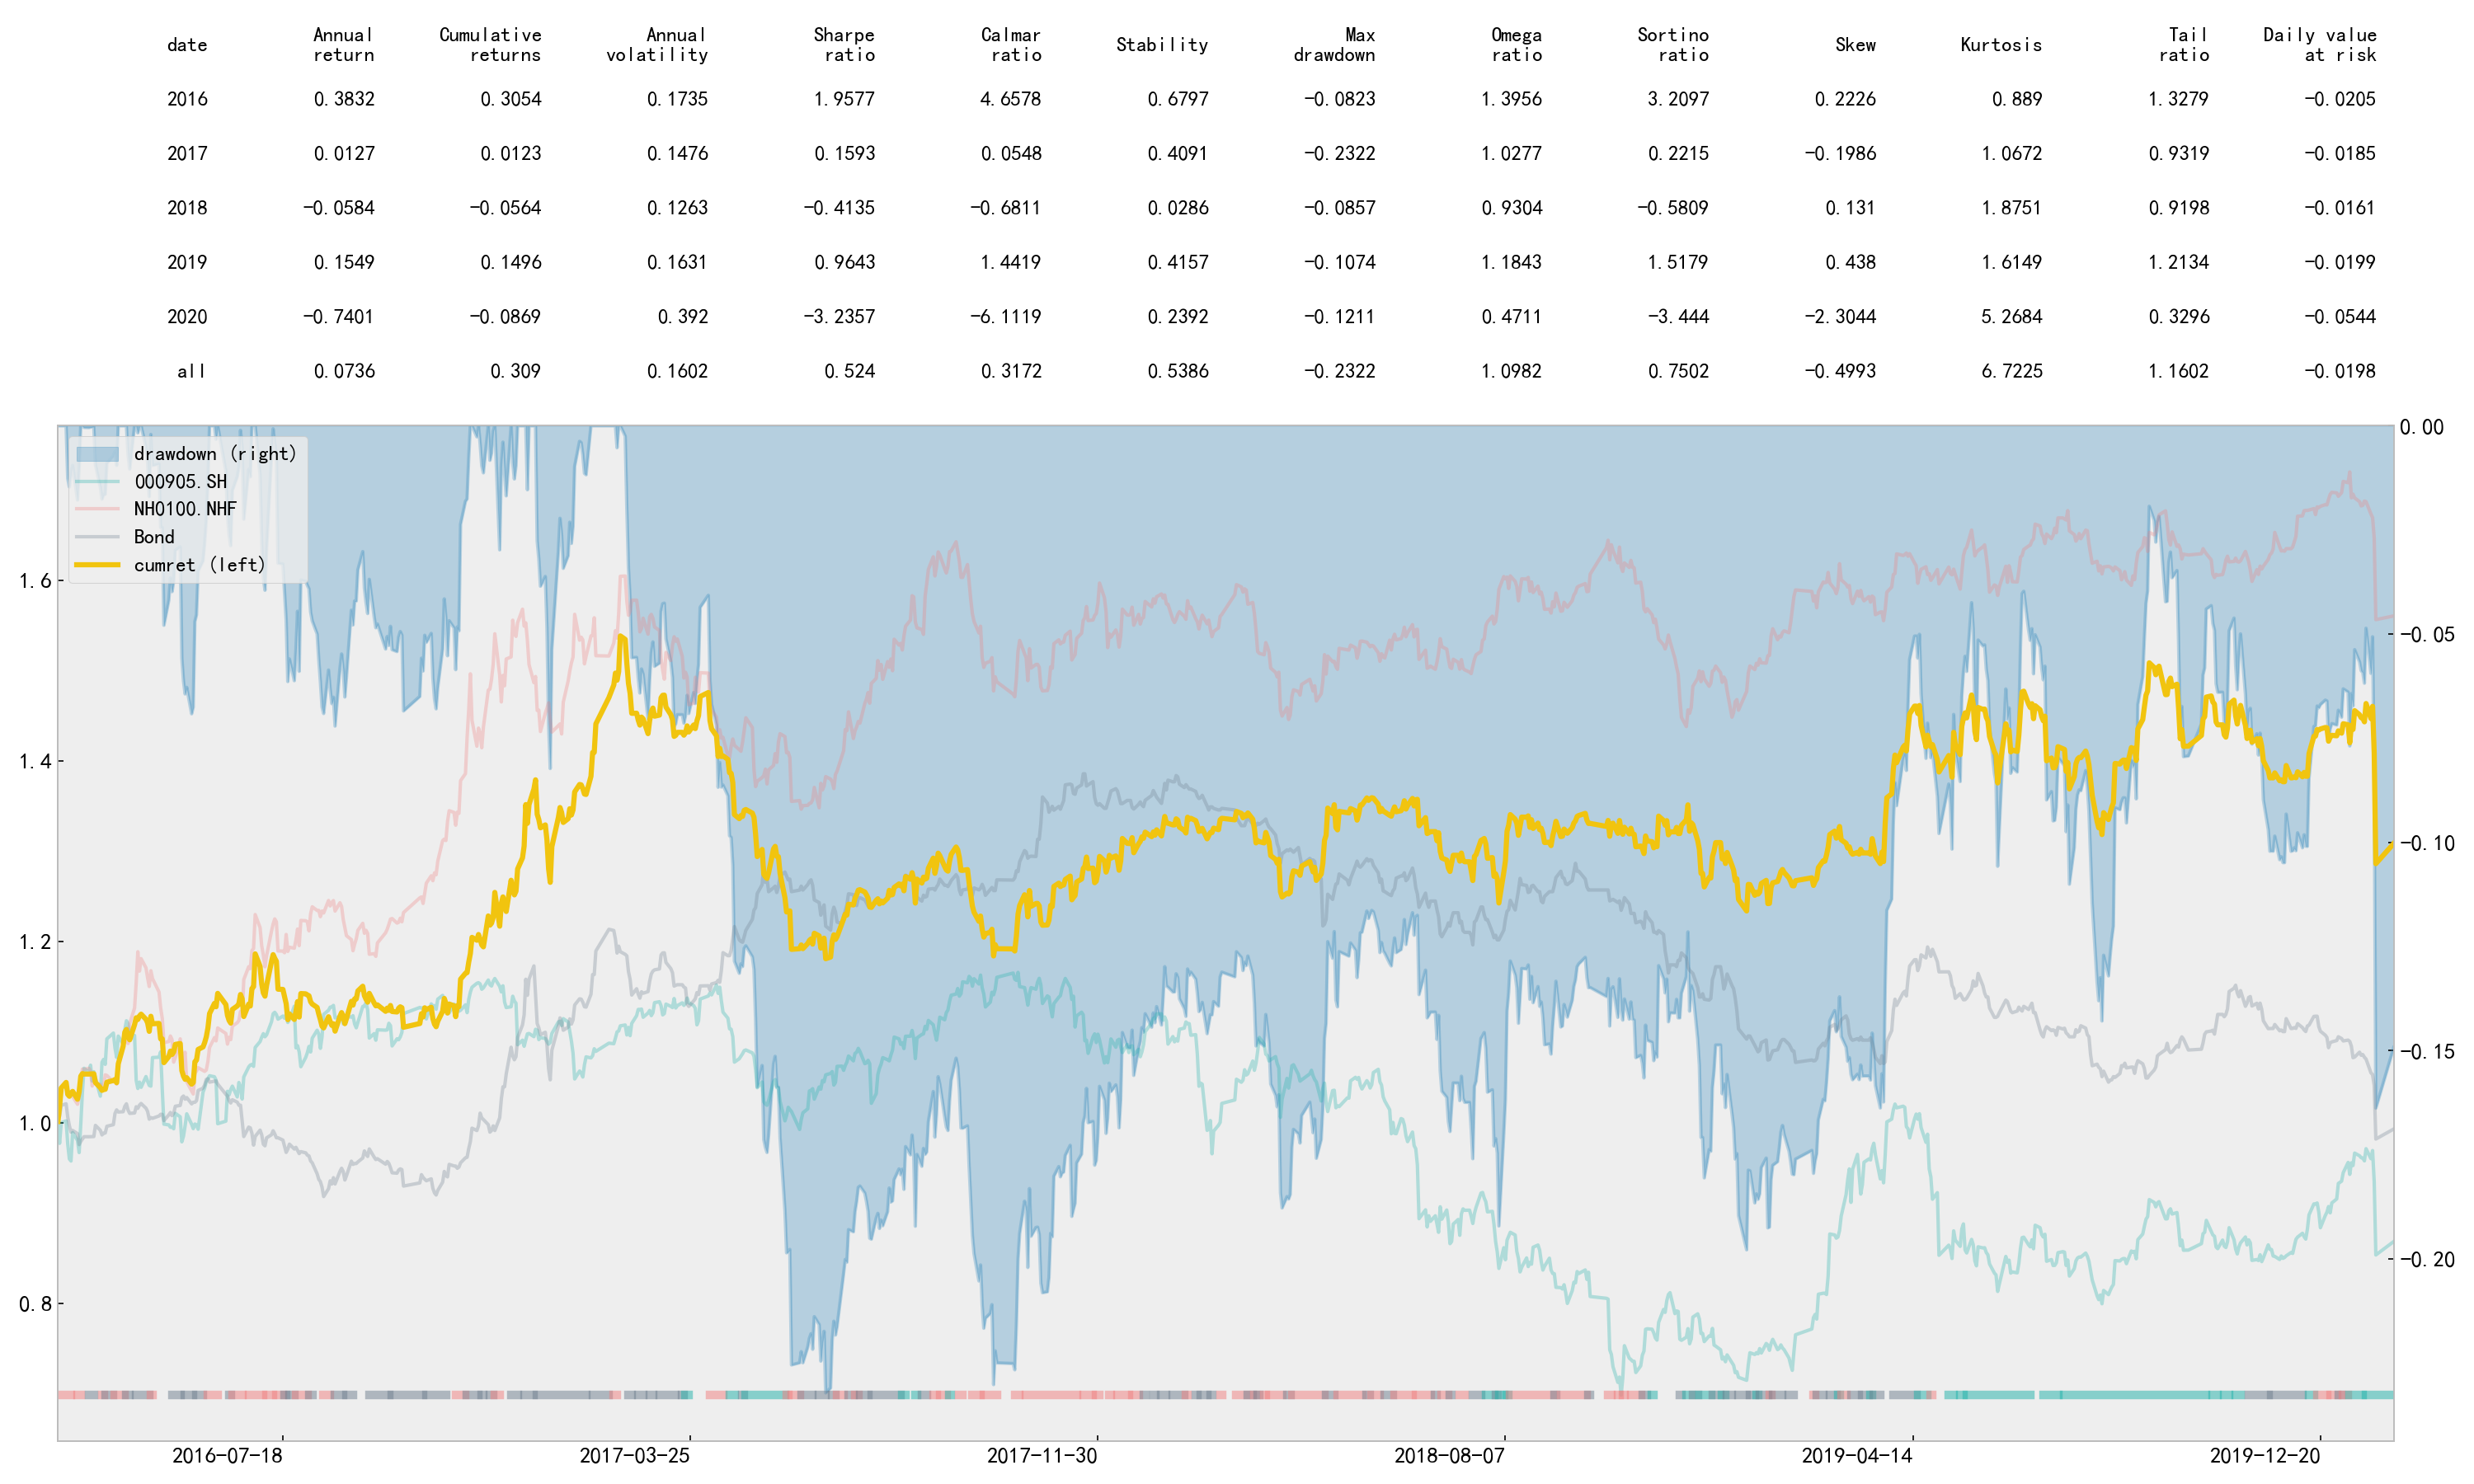 date Annual return Cumulative returns Annual volatility Sharpe ratio Calmar ratio Stability Max drawdown Omega ratio Sortino ratio Skew Kurtosis Tail ratio Daily value at risk
2016 0.3832 0.3054 0.1735 1.9577 4.6578 0.6797 −0.0823 1.3956 3.2097 0.2226 0.889 1.3279 −0.0205
2017 0.0127 0.0123 0.1476 0.1593 0.0548 0.4091 −0.2322 1.0277 0.2215 −0.1986 1.0672 0.9319 −0.0185
2018 −0.0584 −0.0564 0.1263 −0.4135 −0.6811 0.0286 −0.0857 0.9304 −0.5809 0.131 1.8751 0.9198 −0.0161
2019 0.1549 0.1496 0.1631 0.9643 1.4419 0.4157 −0.1074 1.1843 1.5179 0.438 1.6149 1.2134 −0.0199
2020 −0.7401 −0.0869 0.392 −3.2357 −6.1119 0.2392 −0.1211 0.4711 −3.444 −2.3044 5.2684 0.3296 −0.0544
all 0.0736 0.309 0.1602 0.524 0.3172 0.5386 −0.2322 1.0982 0.7502 −0.4993 6.7225 1.1602 −0.0198
drawdown (right)
000905.SH
NH0100.NHF
Bond
cumret (left)
1.6
1.4
1.2
1.0
0.8
0.00
−0.05
−0.10
−0.15
−0.20
2016−07−18 2017−03−25 2017−11−30 2018−08−07 2019−04−14 2019−12−20